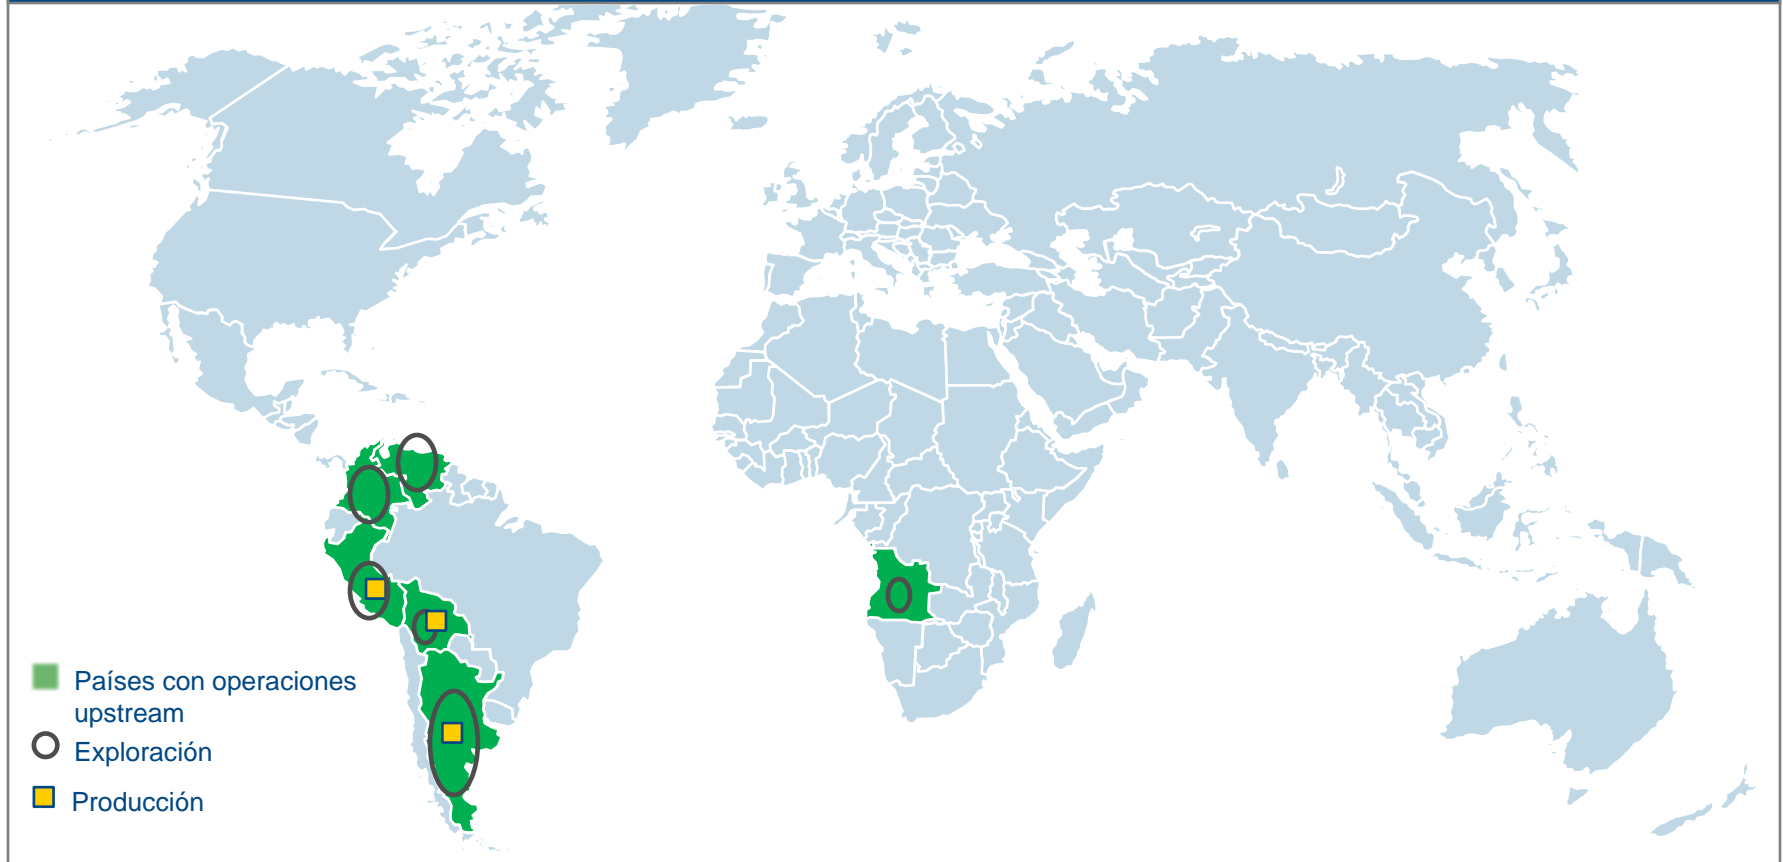 Países con operaciones
upstream
Exploración
Producción